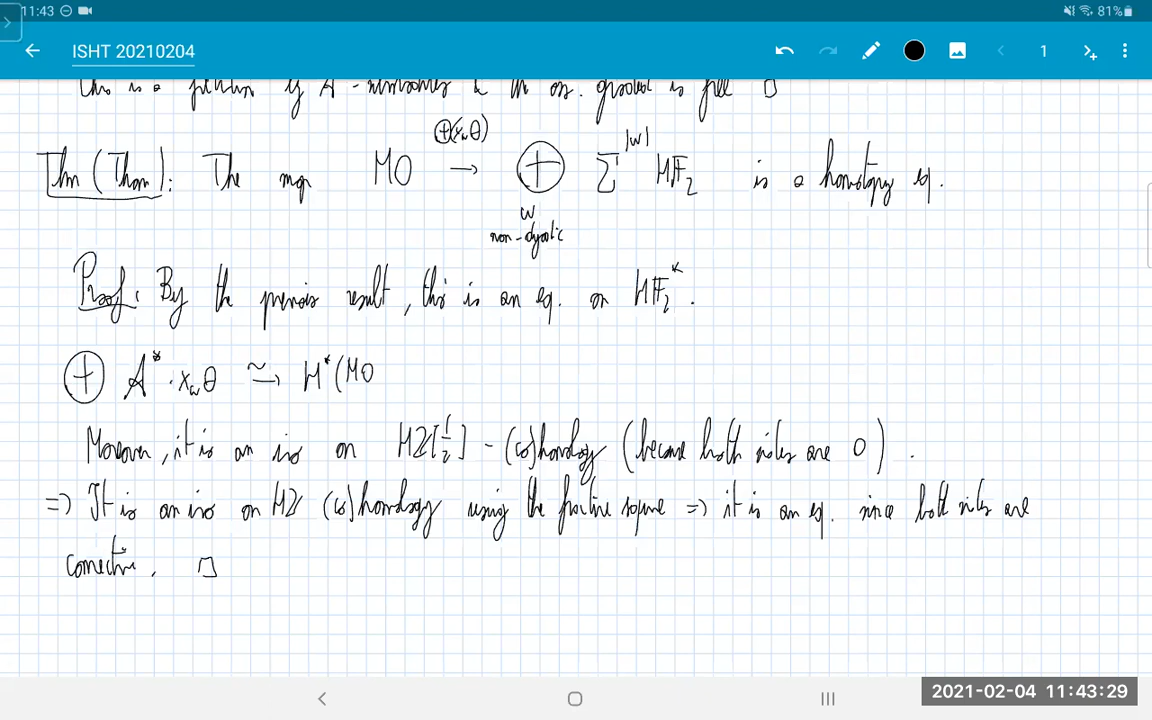 11:43
81%
ISHT 20210204
1
This is a filtration of A-submodules & the ass. graded is free □
Thm (Thom): The map MO → ⊕ Σ^|w| HF_2 is a homotopy eq.
⊕(x_w θ)
w
non-dyadic
Proof: By the previous result, this is an eq. on HF_2^*.
⊕ A^* · x_w θ ≅→ H^*(MO
Moreover, it is an iso on HZ[1/2] - (co)homology (because both sides are 0).
=> It is an iso on HZ (co)homology using the fracture square => it is an eq. since both sides are
connective. □
2021-02-04 11:43:29